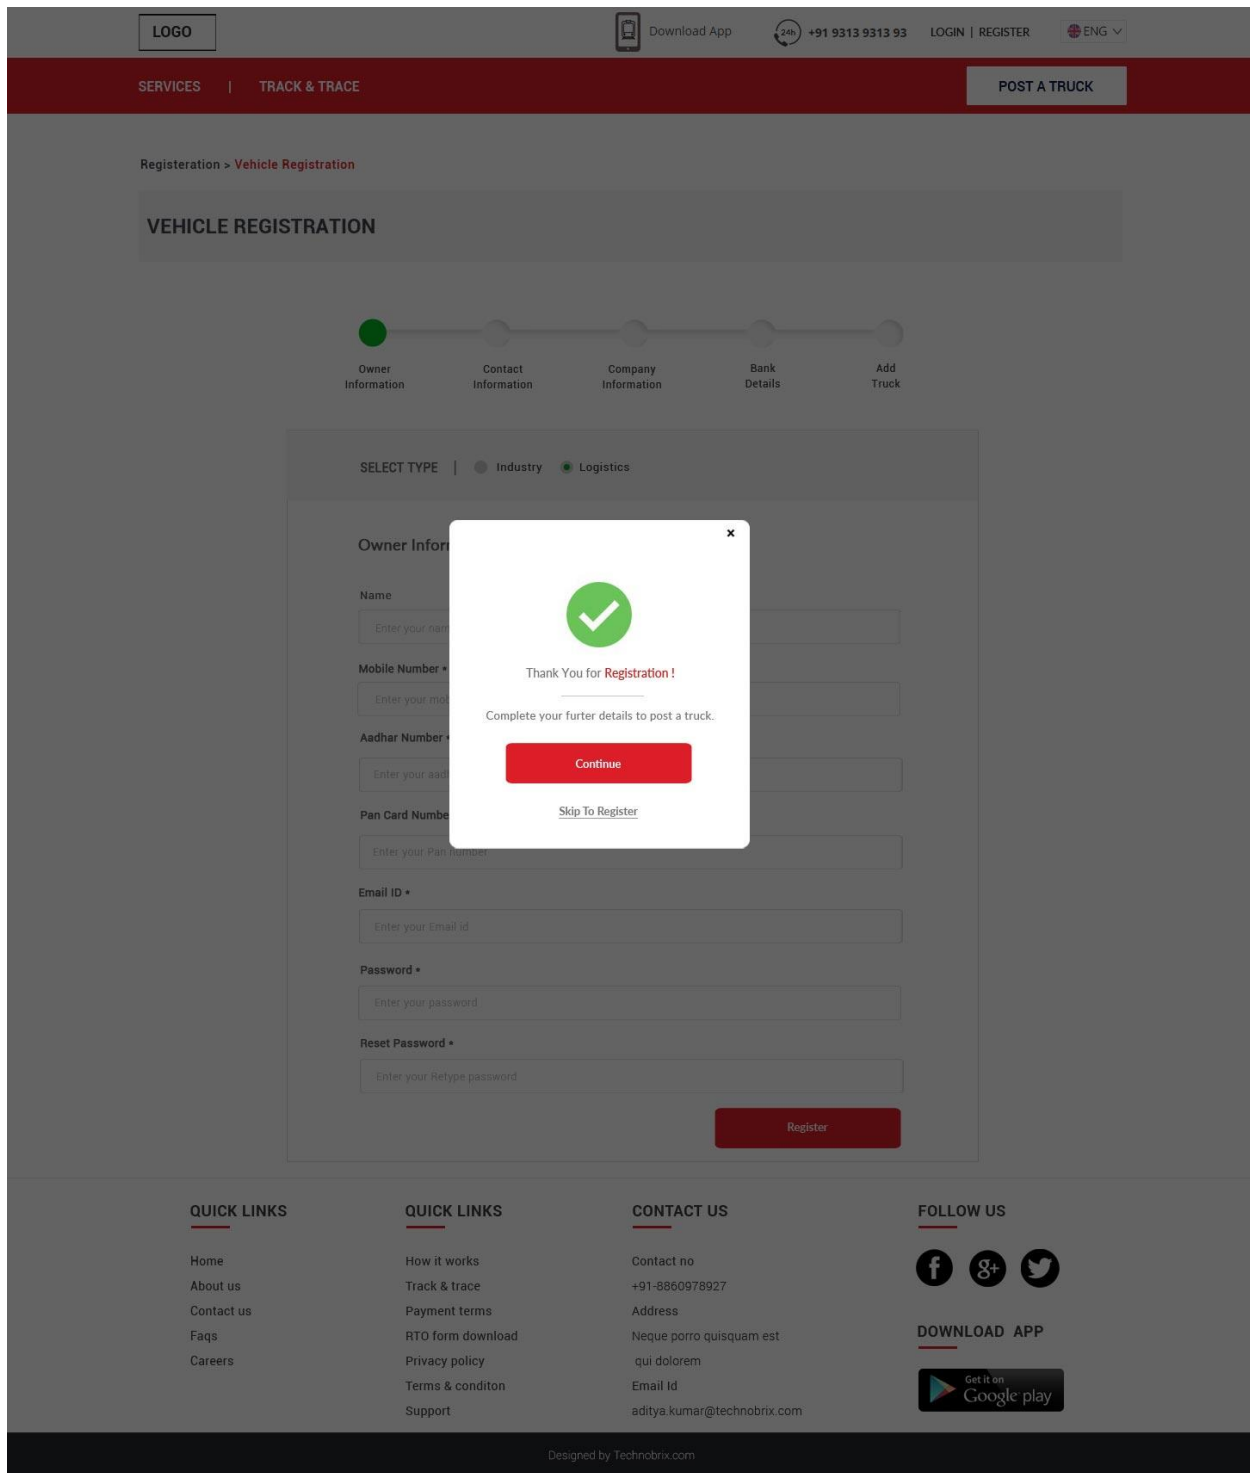 LOGO
Download App
24h
+91 9313 9313 93
LOGIN | REGISTER
ENG
SERVICES | TRACK & TRACE
POST A TRUCK
Registeration > Vehicle Registration
VEHICLE REGISTRATION
Owner Information
Contact Information
Company Information
Bank Details
Add Truck
SELECT TYPE | Industry Logistics
Owner Infor
Name
Enter your nam
Mobile Number *
Enter your mob
Aadhar Number *
Enter your aadh
Pan Card Numbe
Enter your Pan number
Email ID *
Enter your Email id
Password *
Enter your password
Reset Password *
Enter your Retype password
Register
×
Thank You for Registration !
Complete your furter details to post a truck.
Continue
Skip To Register
QUICK LINKS
Home
About us
Contact us
Faqs
Careers
QUICK LINKS
How it works
Track & trace
Payment terms
RTO form download
Privacy policy
Terms & conditon
Support
CONTACT US
Contact no
+91-8860978927
Address
Neque porro quisquam est
qui dolorem
Email Id
aditya.kumar@technobrix.com
FOLLOW US
f
g+
DOWNLOAD APP
Get it on
Google play
Designed by Technobrix.com